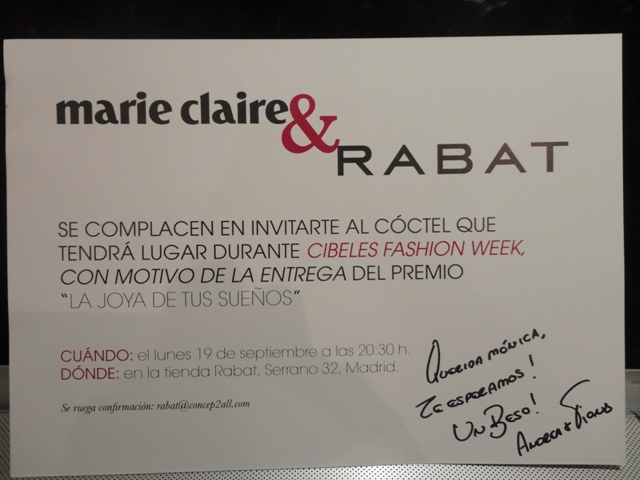 marie claire & RABAT
SE COMPLACEN EN INVITARTE AL CÓCTEL QUE
TENDRÁ LUGAR DURANTE CIBELES FASHION WEEK,
CON MOTIVO DE LA ENTREGA DEL PREMIO
“LA JOYA DE TUS SUEÑOS“
CUÁNDO: el lunes 19 de septiembre a las 20:30 h.
DÓNDE: en la tienda Rabat, Serrano 32, Madrid.
Se ruega confirmación: rabat@concep2all.com
QUERIDA MÓNICA,
TE ESPERAMOS!
UN BESO!
ANDREA &